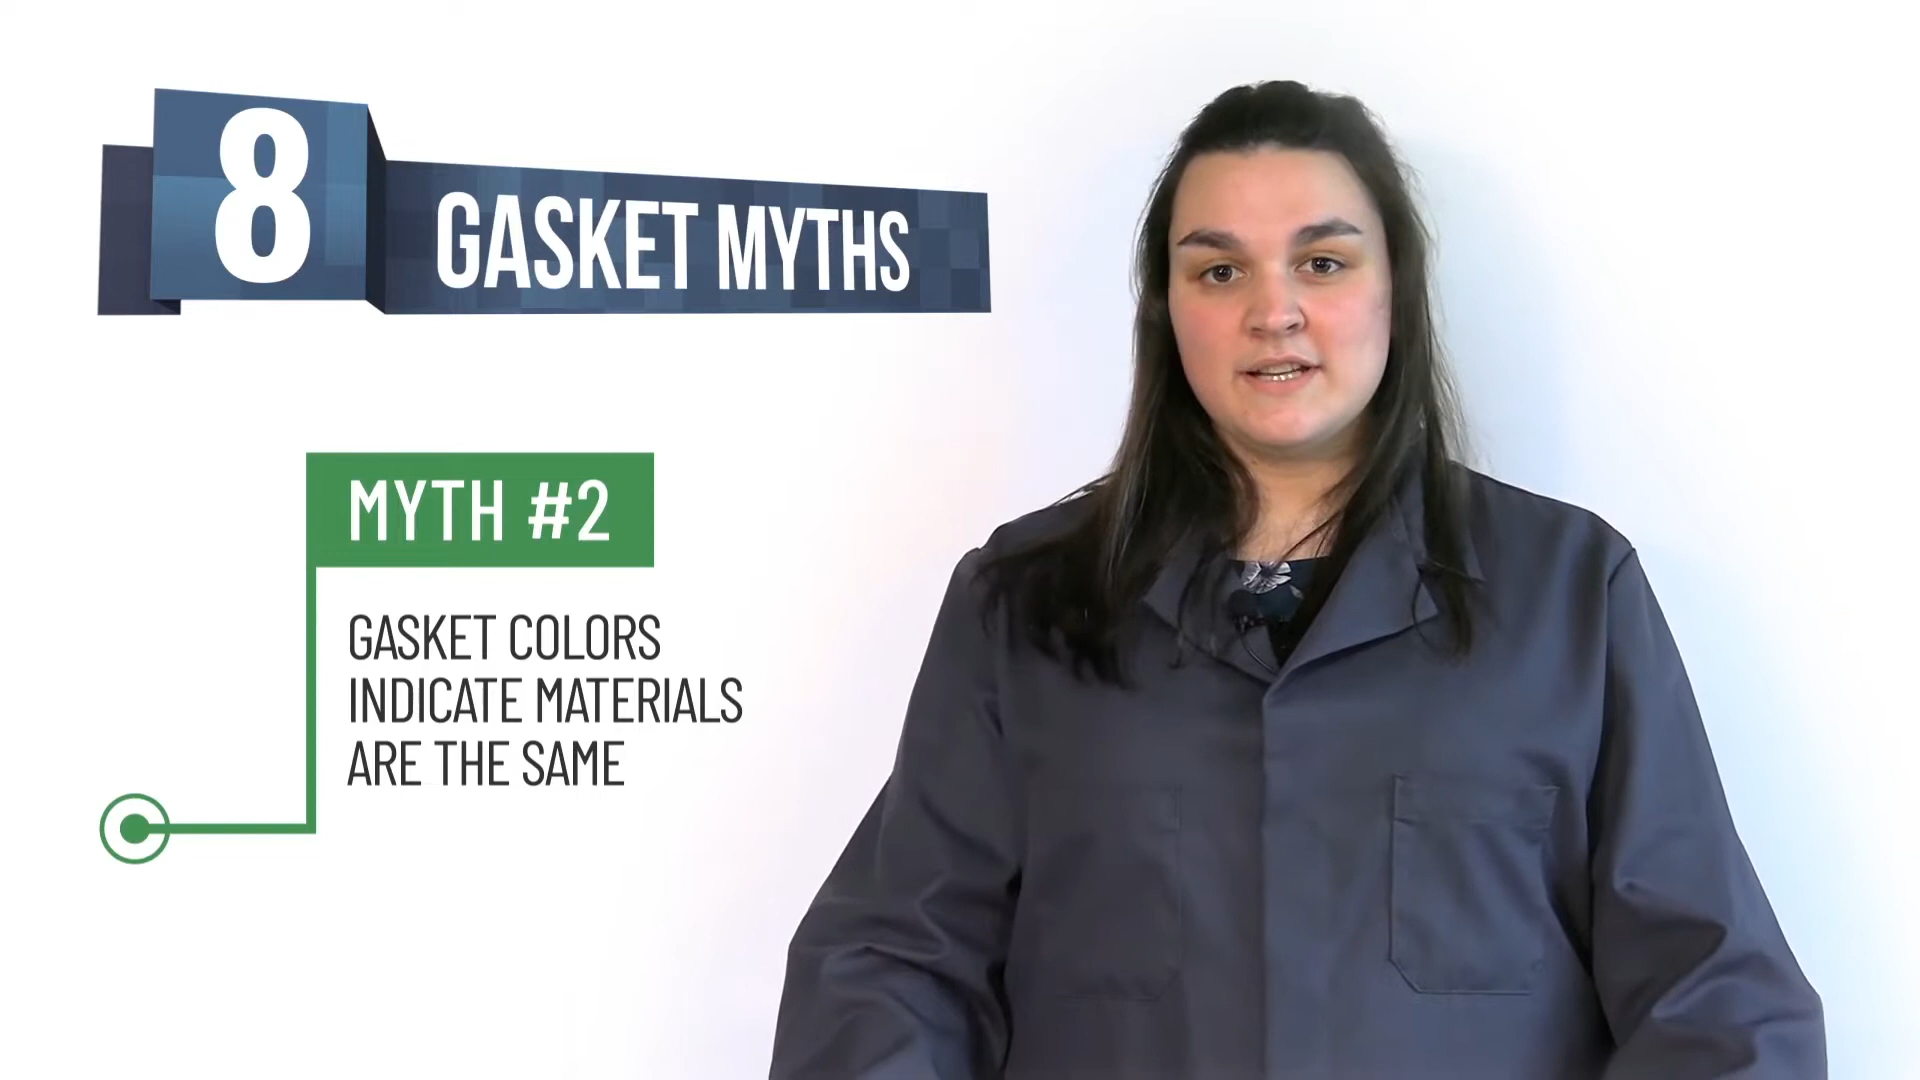 8
GASKET MYTHS
MYTH #2
GASKET COLORS
INDICATE MATERIALS
ARE THE SAME